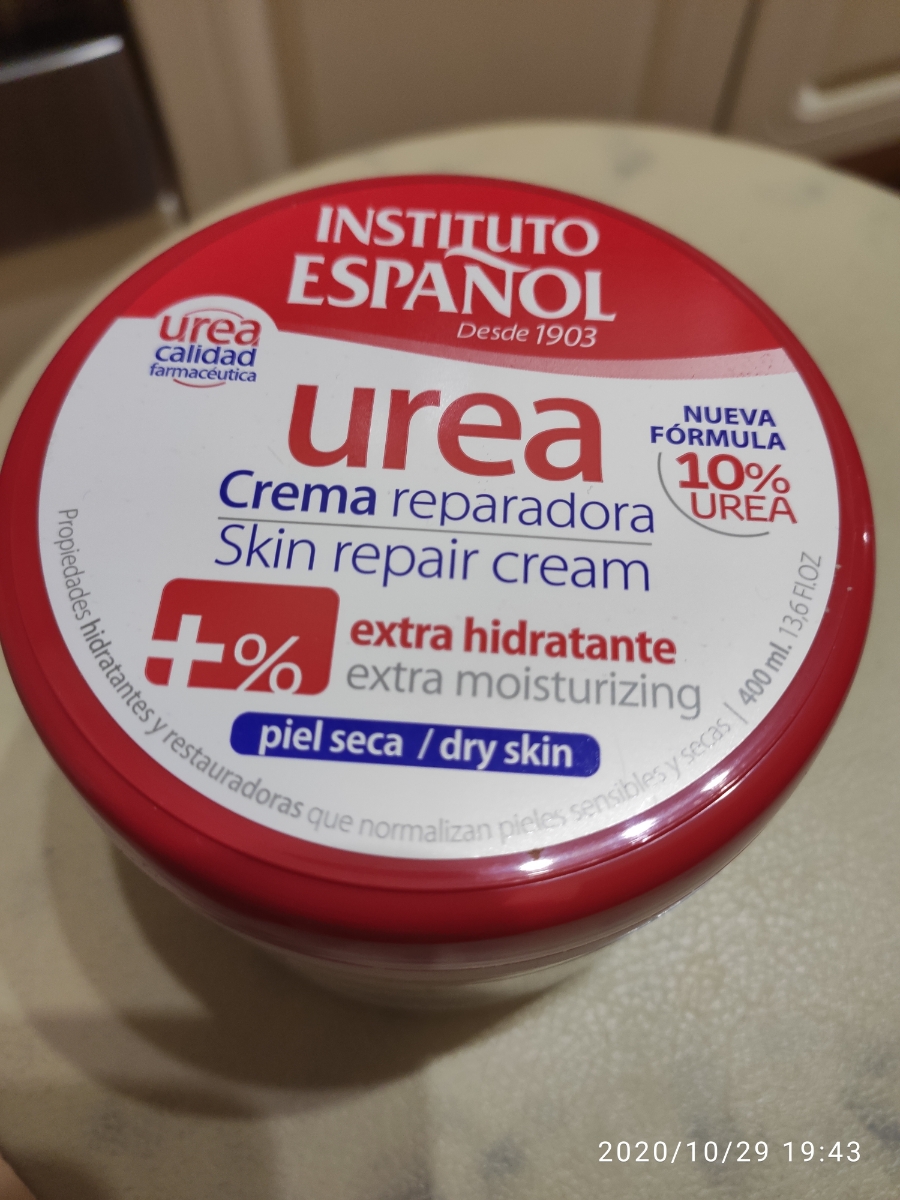 INSTITUTO
ESPAÑOL
Desde 1903
urea
calidad
farmacéutica
urea
NUEVA
FÓRMULA
10%
UREA
Crema reparadora
Skin repair cream
+%
extra hidratante
extra moisturizing
piel seca / dry skin
Propiedades hidratantes y restauradoras que normalizan pieles sensibles y secas | 400 ml. 13,6 Fl.OZ
2020/10/29 19:43